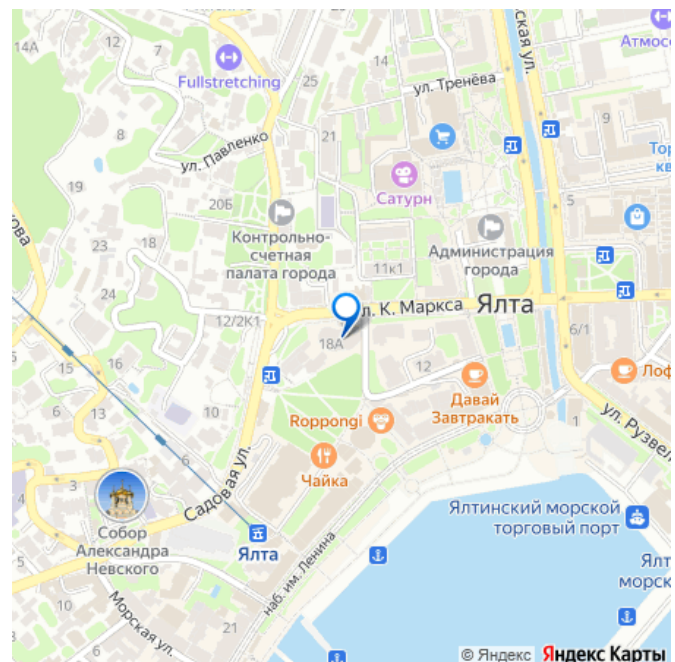 14А
12
7
Fullstretching
25
ская ул.
Атмос
14
ул. Тренёва
8
21
9
ул. Павленко
Тор
кв
19
Сатурн
20Б
5
Контрольно-
счетная
палата города
Администрация
города
23
18
11к1
24
ул. К. Маркса
Ялта
12/2К1
18А
6/1
15
16
12
Лоф
6
Давай
Завтракать
13
10
Roppongi
ул. Рузвел
1
6
3
Чайка
Садовая ул.
Ялтинский морской
торговый порт
Собор
Александра
Невского
Ялта
Ялт
морск
наб. им. Ленина
10
Морская ул.
21
© Яндекс Яндекс Карты